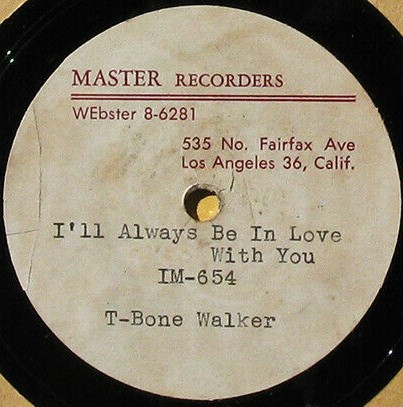 MASTER RECORDERS
WEbster 8-6281
535 No. Fairfax Ave
Los Angeles 36, Calif.
I'll Always Be In Love
With You
IM-654
T-Bone Walker